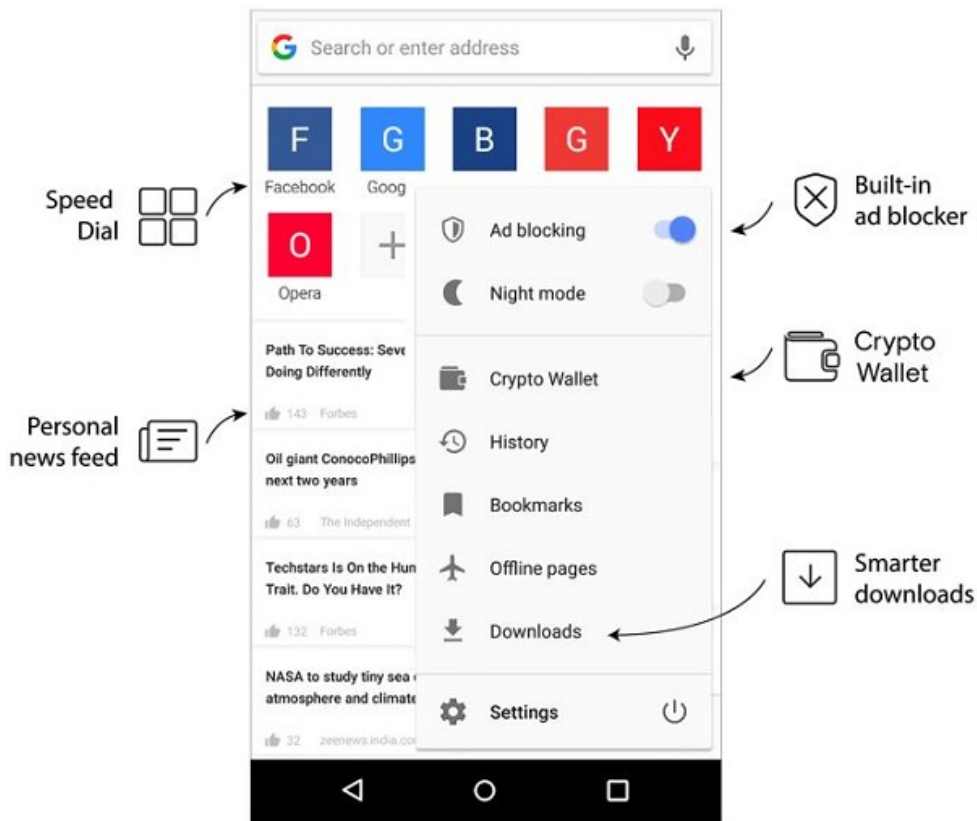 Search or enter address
F G B G Y
Facebook Goog
O +
Opera
Path To Success: Seve
Doing Differently
143 Forbes
Oil giant ConocoPhillips
next two years
63 The Independent
Techstars Is On the Hun
Trait. Do You Have It?
132 Forbes
NASA to study tiny sea
atmosphere and climate
32 zeenews.india.co
Ad blocking
Night mode
Crypto Wallet
History
Bookmarks
Offline pages
Downloads
Settings
Speed
Dial
Personal
news feed
Built-in
ad blocker
Crypto
Wallet
Smarter
downloads